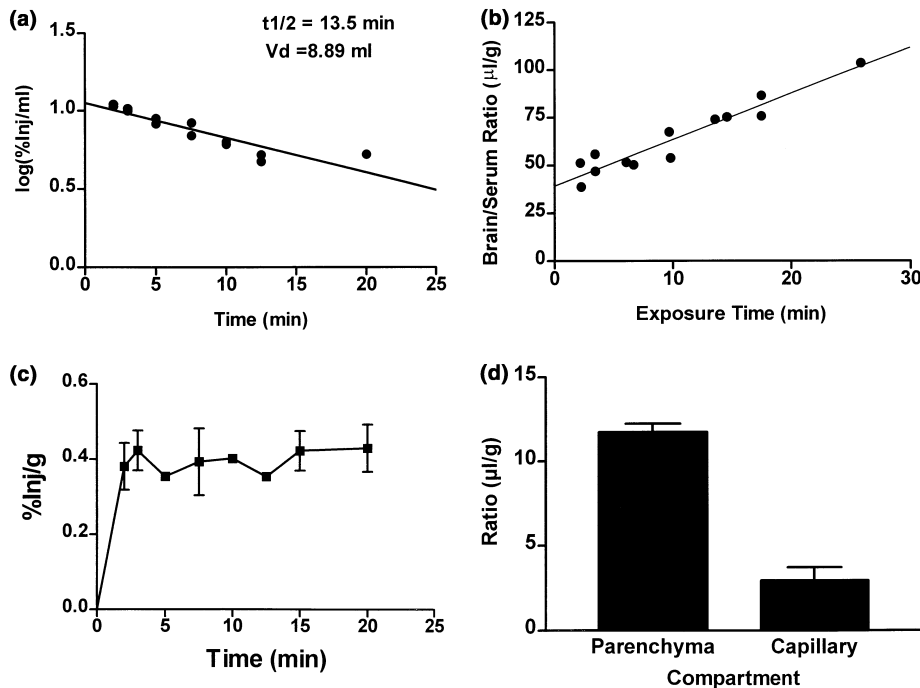 (a)
t1/2 = 13.5 min
Vd =8.89 ml
log(%Inj/ml)
1.5
1.0
0.5
0.0
0 5 10 15 20 25
Time (min)
(b)
Brain/Serum Ratio (μl/g)
125
100
75
50
25
0
0 10 20 30
Exposure Time (min)
(c)
%Inj/g
0.6
0.4
0.2
0.0
0 5 10 15 20 25
Time (min)
(d)
Ratio (μl/g)
15
10
5
0
Parenchyma Capillary
Compartment